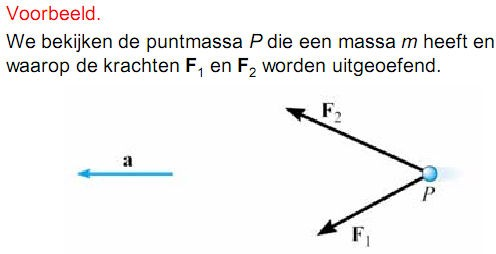 Voorbeeld.
We bekijken de puntmassa P die een massa m heeft en
waarop de krachten F1 en F2 worden uitgeoefend.
F2
a
P
F1